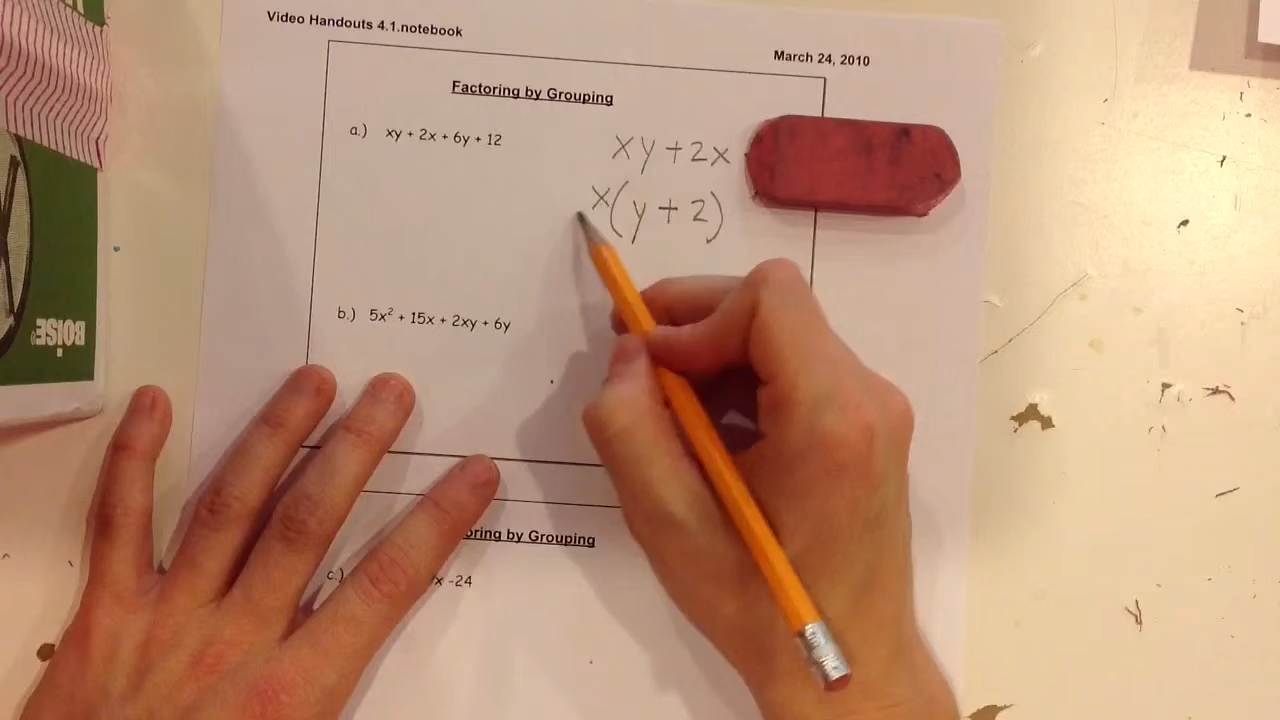 Video Handouts 4.1.notebook
March 24, 2010
Factoring by Grouping
a.) xy + 2x + 6y + 12
xy + 2x
x(y + 2)
b.) 5x² + 15x + 2xy + 6y
BOISE
oring by Grouping
c.) x -24